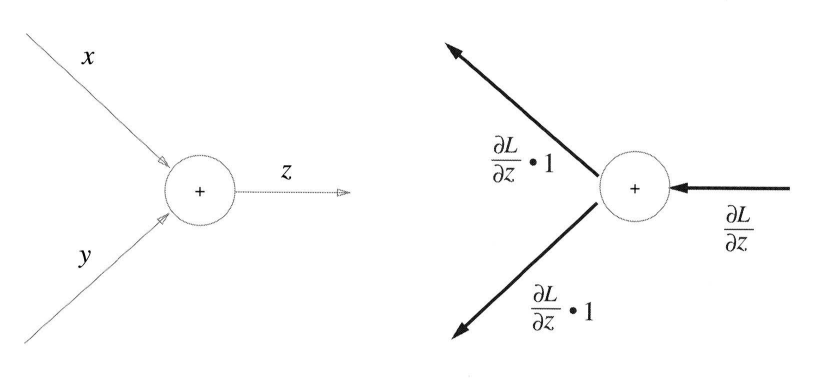 x
y
+
z
∂L/∂z • 1
∂L/∂z • 1
+
∂L/∂z